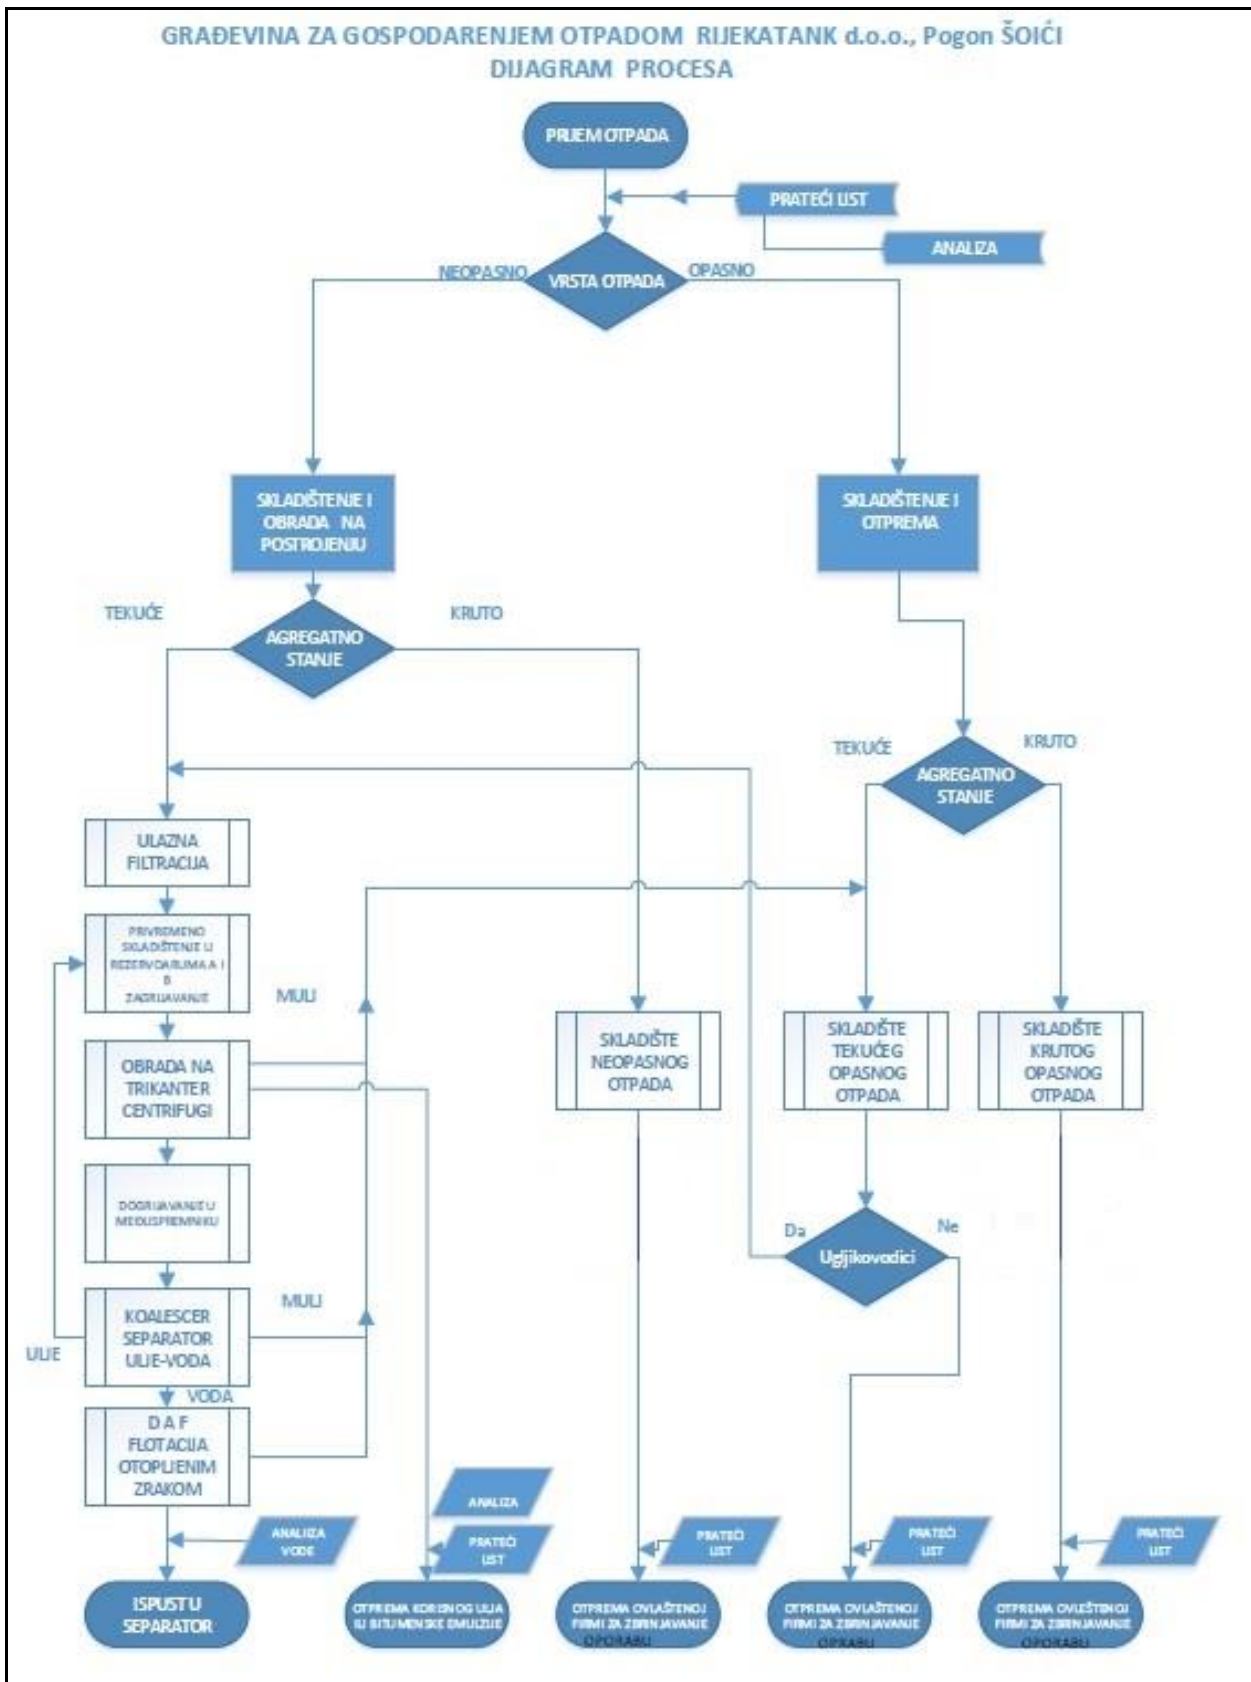 GRAĐEVINA ZA GOSPODARENJEM OTPADOM RIJEKATANK d.o.o., Pogon ŠOIĆI
DIJAGRAM PROCESA
PRIJEM OTPADA
PRATEĆI LIST
ANALIZA
NEOPASNO
VRSTA OTPADA
OPASNO
SKLADIŠTENJE I
OBRADA NA
POSTROJENJU
SKLADIŠTENJE I
OTPREMA
TEKUĆE
KRUTO
AGREGATNO
STANJE
TEKUĆE
KRUTO
AGREGATNO
STANJE
ULAZNA
FILTRACIJA
PRIVREMENO
SKLADIŠTENJE U
REZERVOARIMA A I
B
ZAGRIJAVANJE
MULJ
OBRADA NA
TRIKANTER
CENTRIFUGI
SKLADIŠTE
NEOPASNOG
OTPADA
SKLADIŠTE
TEKUĆEG
OPASNOG
OTPADA
SKLADIŠTE
KRUTOG
OPASNOG
OTPADA
DOGRIJAVANJE U
MEĐUSPREMNIKU
Da
Ne
Ugljikovodici
KOALESCER
SEPARATOR
ULJE-VODA
MULJ
ULJE
VODA
D A F
FLOTACIJA
OTOPLJENIM
ZRAKOM
ANALIZA
ANALIIZA
VODE
PRATEĆI
LIST
PRATEĆI
LIST
PRATEĆI
LIST
PRATEĆI
LIST
ISPUST U
SEPARATOR
OTPREMA KORISNOG ULJA
ILI BITUMENSKE EMULZIJE
OTPREMA OVLAŠTENOJ
FIRMI ZA ZBRINJAVANJE
OPORABU
OTPREMA OVLAŠTENOJ
FIRMI ZA ZBRINJAVANJE
OPRABU
OTPREMA OVLEŠTENOJ
FIRMI ZA ZBRINJAVANJE
OPORABU